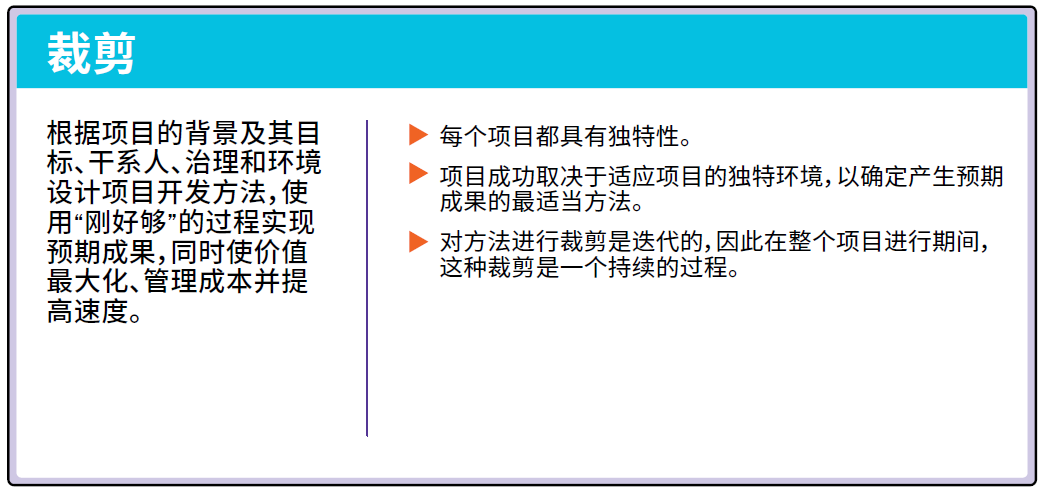 裁剪
根据项目的背景及其目
标、干系人、治理和环境
设计项目开发方法，使
用“刚好够”的过程实现
预期成果，同时使价值
最大化、管理成本并提
高速度。
每个项目都具有独特性。
项目成功取决于适应项目的独特环境，以确定产生预期
成果的最适当方法。
对方法进行裁剪是迭代的，因此在整个项目进行期间，
这种裁剪是一个持续的过程。